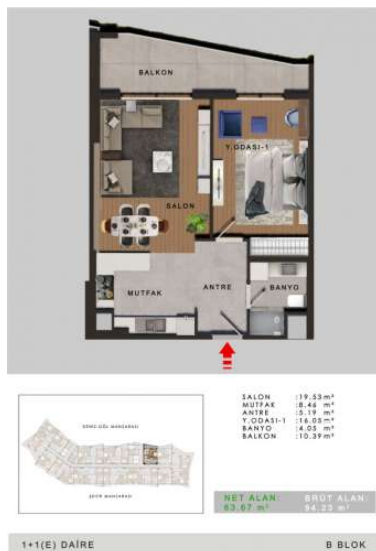 BALKON
Y.ODASI-1
SALON
MUTFAK
ANTRE
BANYO
SALON :19.53 m²
MUTFAK :8.46 m²
ANTRE :5.19 m²
Y.ODASI-1 :16.05 m²
BANYO :4.05 m²
BALKON :10.39 m²
DENİZ-GÖL MANZARASI
ŞEHİR MANZARASI
NET ALAN: BRÜT ALAN:
63.67 m² 94.23 m²
1+1(E) DAİRE B BLOK